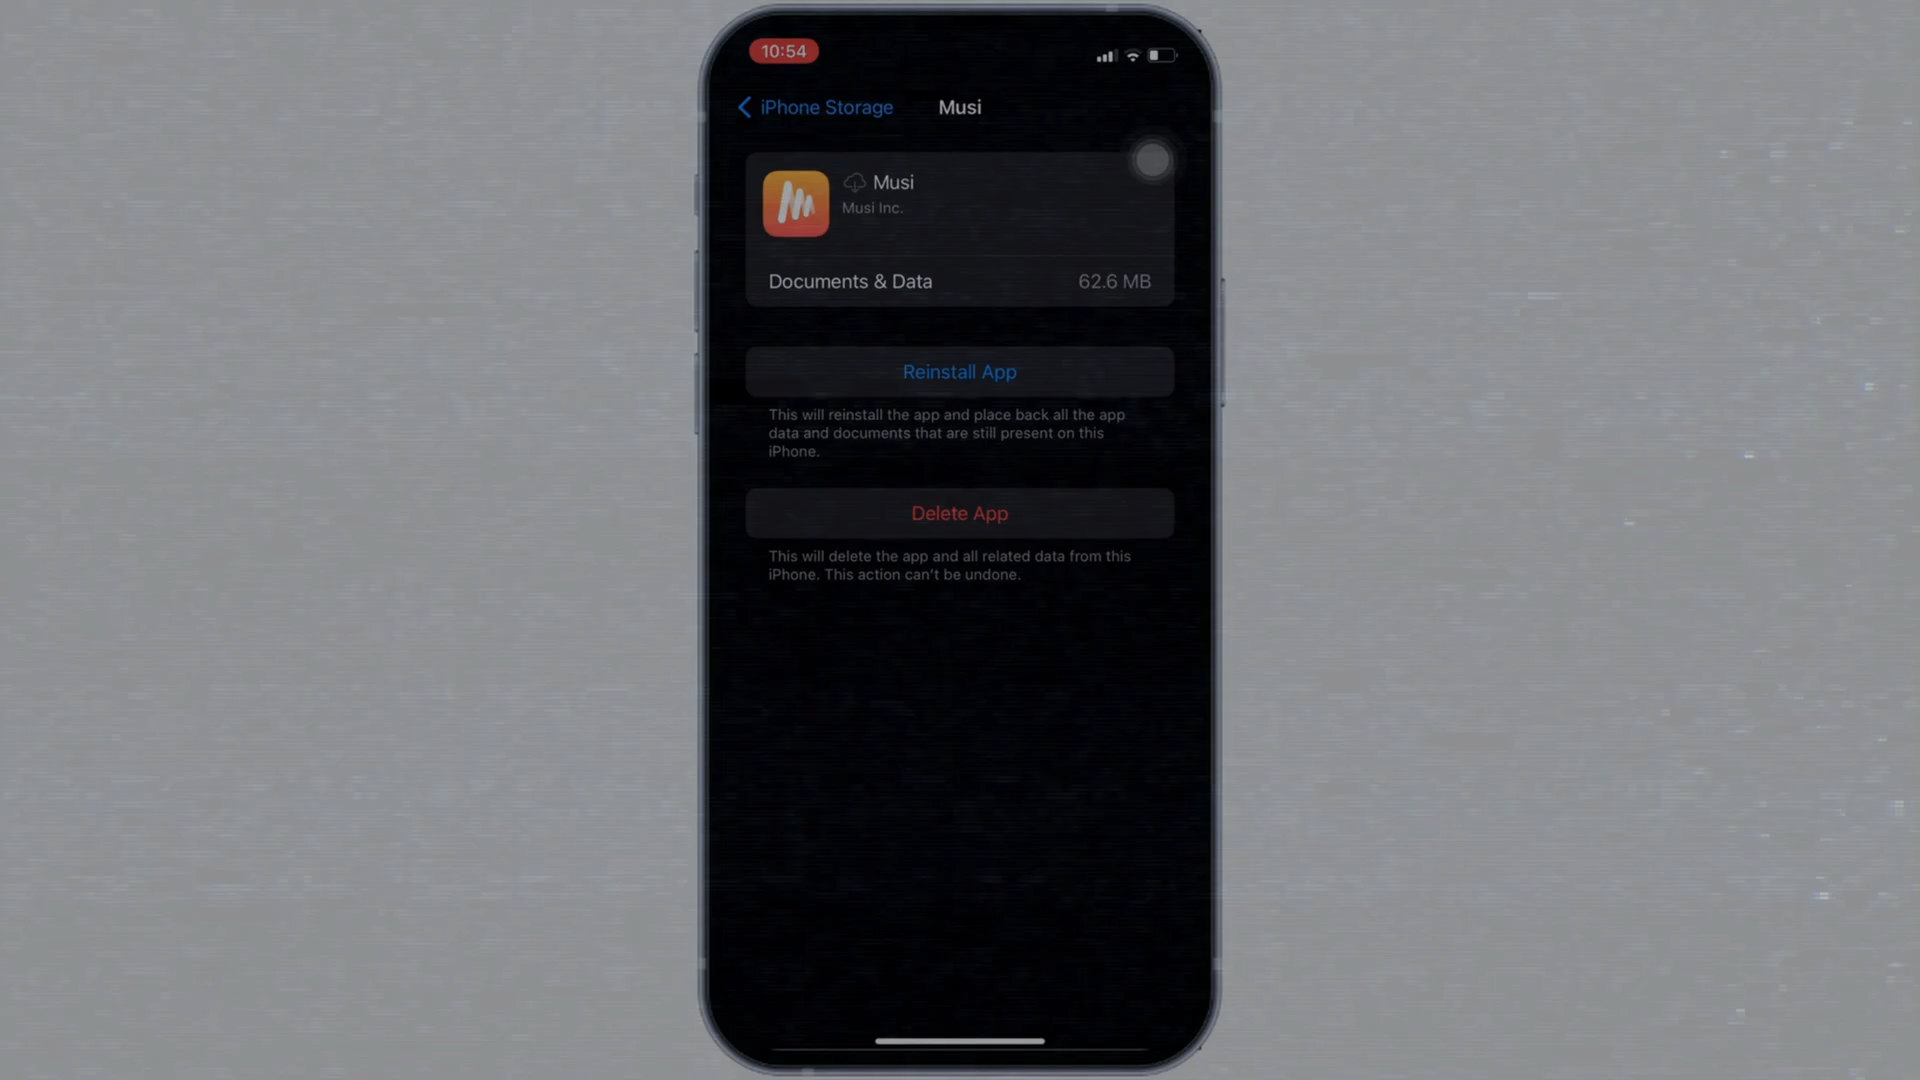 10:54
iPhone Storage
Musi
Musi
Musi Inc.
Documents & Data
62.6 MB
Reinstall App
This will reinstall the app and place back all the app
data and documents that are still present on this
iPhone.
Delete App
This will delete the app and all related data from this
iPhone. This action can't be undone.